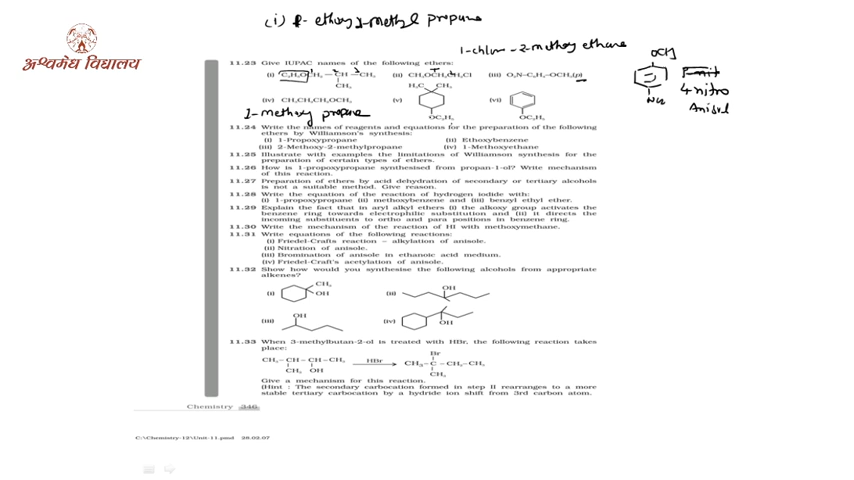 (i) 1-ethoxy 2-methyl propane
1-chloro-2-methoxy ethane
अश्वमेध विद्यालय
11.23 Give IUPAC names of the following ethers:
(i) C₂H₅OCH₂ – CH – CH₃
CH₃
(ii) CH₃OCH₂CH₂Cl (iii) O₂N–C₆H₄–OCH₃(p)
OCH₃
4 nitro
Anisol
(iv) CH₃CH₂CH₂OCH₃ (v) H₃C CH₃ (vi)
OC₂H₅ OC₂H₅
1-methoxy propane
11.24 Write the names of reagents and equations for the preparation of the following
ethers by Williamson's synthesis:
(i) 1-Propoxypropane (ii) Ethoxybenzene
(iii) 2-Methoxy-2-methylpropane (iv) 1-Methoxyethane
11.25 Illustrate with examples the limitations of Williamson synthesis for the
preparation of certain types of ethers.
11.26 How is 1-propoxypropane synthesised from propan-1-ol? Write mechanism
of this reaction.
11.27 Preparation of ethers by acid dehydration of secondary or tertiary alcohols
is not a suitable method. Give reason.
11.28 Write the equation of the reaction of hydrogen iodide with:
(i) 1-propoxypropane (ii) methoxybenzene and (iii) benzyl ethyl ether.
11.29 Explain the fact that in aryl alkyl ethers (i) the alkoxy group activates the
benzene ring towards electrophilic substitution and (ii) it directs the
incoming substituents to ortho and para positions in benzene ring.
11.30 Write the mechanism of the reaction of HI with methoxymethane.
11.31 Write equations of the following reactions:
(i) Friedel-Crafts reaction – alkylation of anisole.
(ii) Nitration of anisole.
(iii) Bromination of anisole in ethanoic acid medium.
(iv) Friedel-Craft's acetylation of anisole.
11.32 Show how would you synthesise the following alcohols from appropriate
alkenes?
(i) CH₃ OH (ii) OH
(iii) OH (iv) OH
11.33 When 3-methylbutan-2-ol is treated with HBr, the following reaction takes
place:
Br
CH₃–CH–CH–CH₃ HBr CH₃–C–CH₂–CH₃
CH₃ OH CH₃
Give a mechanism for this reaction.
(Hint : The secondary carbocation formed in step II rearranges to a more
stable tertiary carbocation by a hydride ion shift from 3rd carbon atom.
Chemistry 346
C:\Chemistry-12\Unit-11.pmd 28.02.07